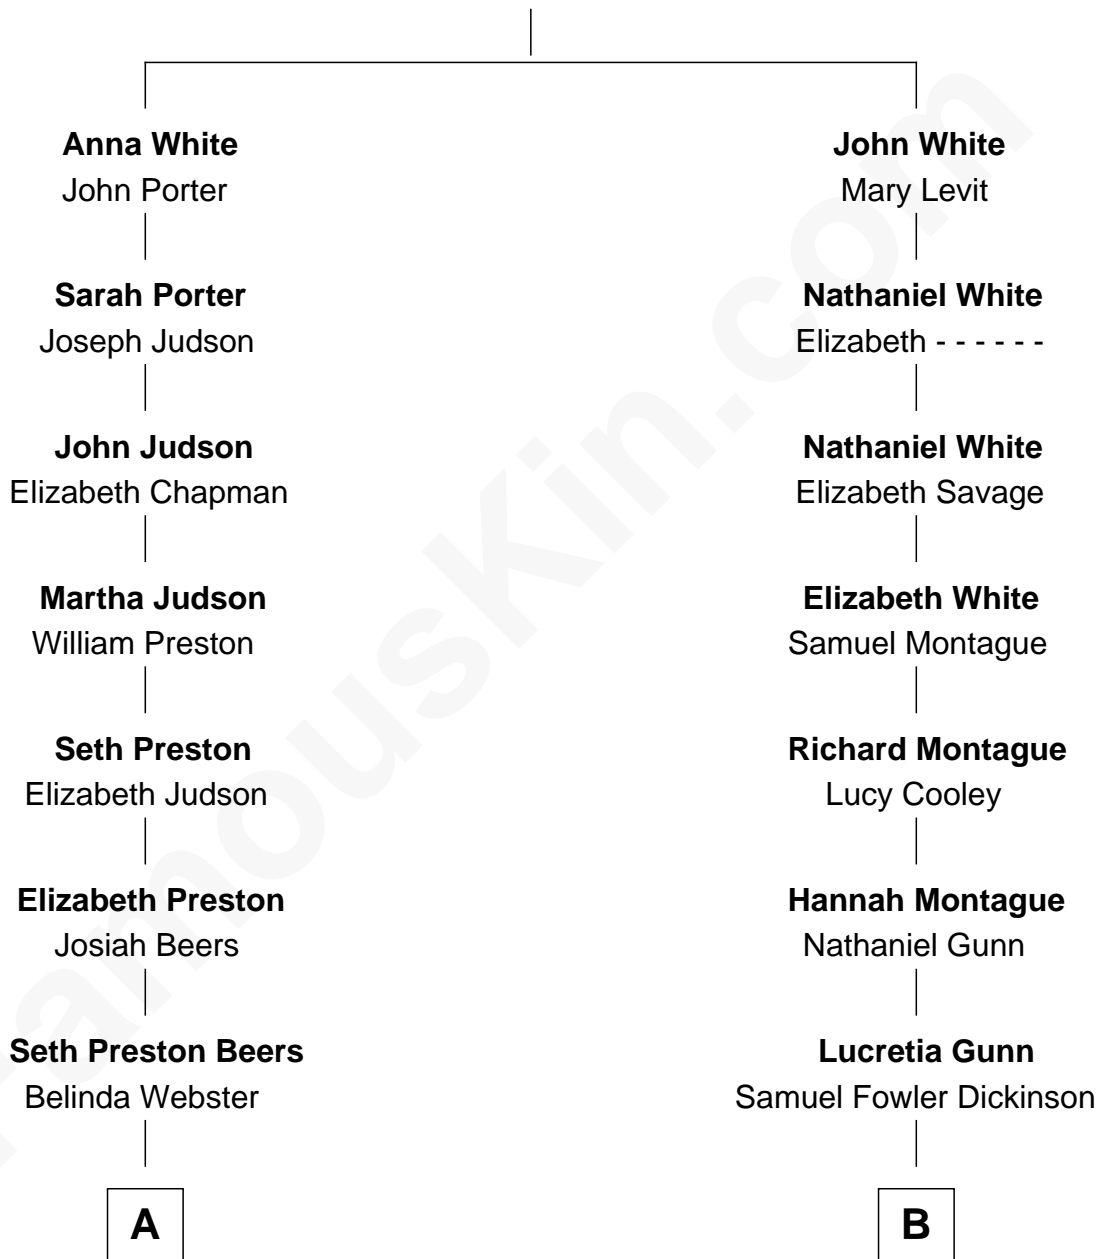 Anna White
John Porter
Sarah Porter
Joseph Judson
John Judson
Elizabeth Chapman
Martha Judson
William Preston
Seth Preston
Elizabeth Judson
Elizabeth Preston
Josiah Beers
Seth Preston Beers
Belinda Webster
A
John White
Mary Levit
Nathaniel White
Elizabeth - - - - - -
Nathaniel White
Elizabeth Savage
Elizabeth White
Samuel Montague
Richard Montague
Lucy Cooley
Hannah Montague
Nathaniel Gunn
Lucretia Gunn
Samuel Fowler Dickinson
B
FamousKin.com